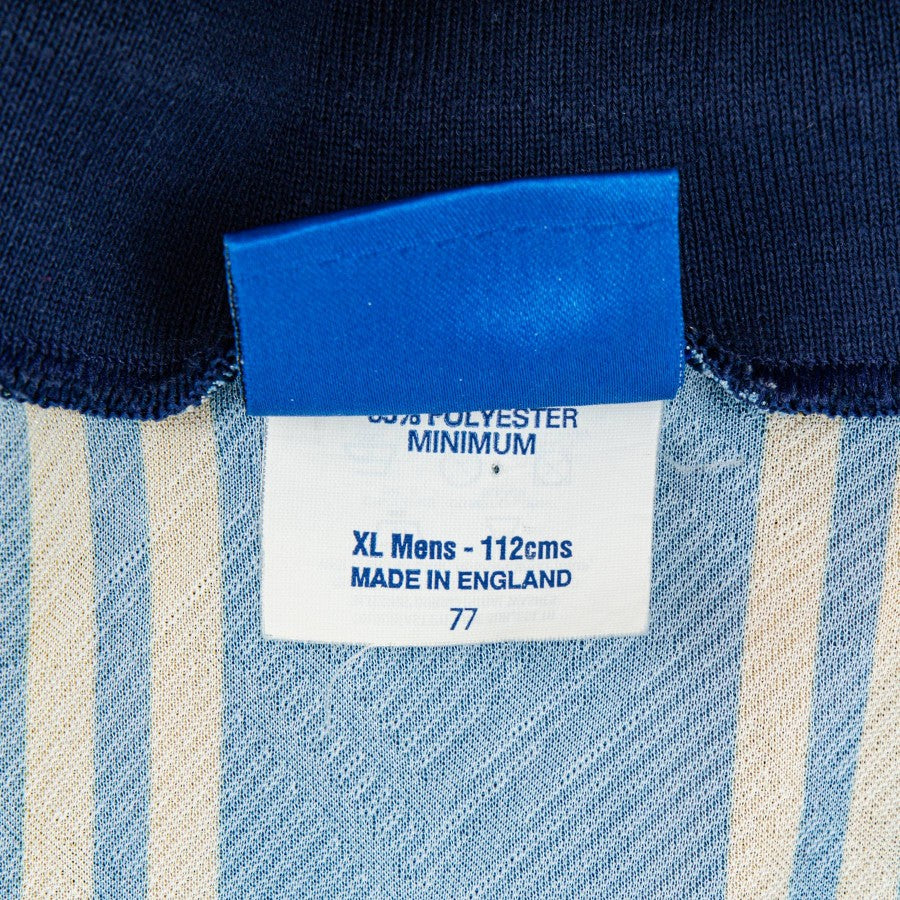 POLYESTER
MINIMUM
XL Mens - 112cms
MADE IN ENGLAND
77